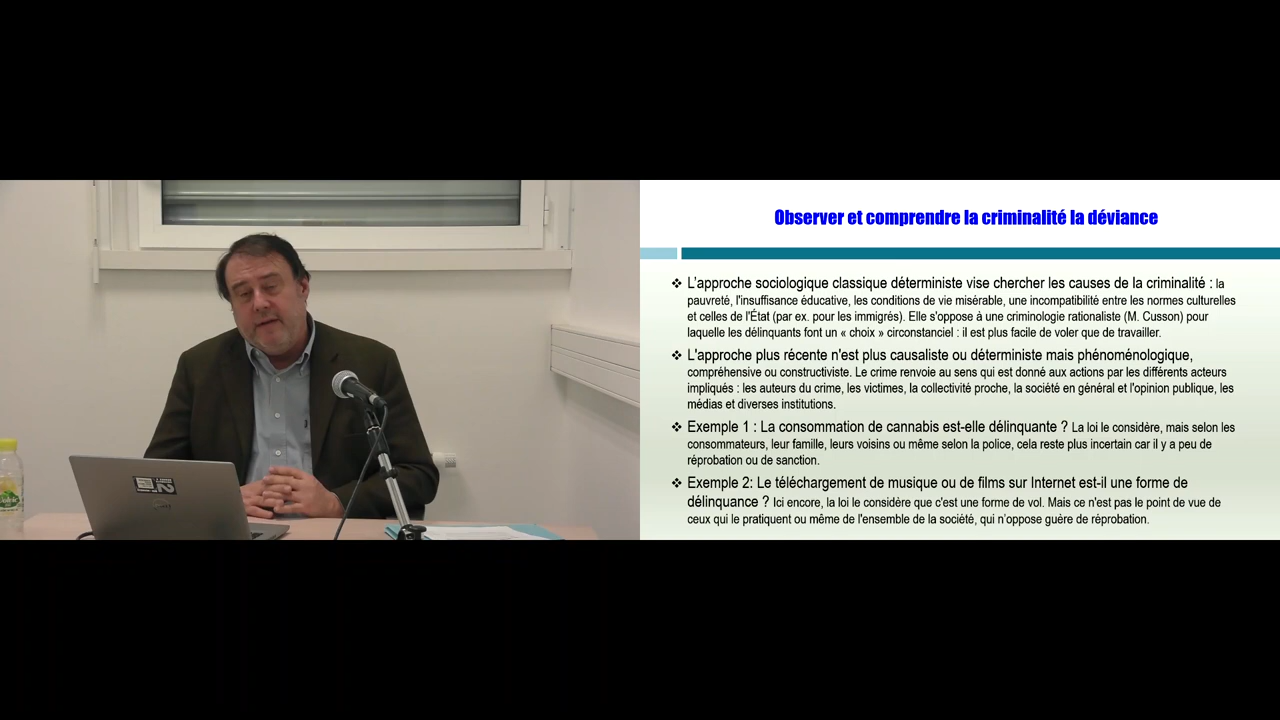 Observer et comprendre la criminalité la déviance
❖ L'approche sociologique classique déterministe vise chercher les causes de la criminalité : la
pauvreté, l'insuffisance éducative, les conditions de vie misérable, une incompatibilité entre les normes culturelles
et celles de l'État (par ex. pour les immigrés). Elle s'oppose à une criminologie rationaliste (M. Cusson) pour
laquelle les délinquants font un « choix » circonstanciel : il est plus facile de voler que de travailler.
❖ L'approche plus récente n'est plus causaliste ou déterministe mais phénoménologique,
compréhensive ou constructiviste. Le crime renvoie au sens qui est donné aux actions par les différents acteurs
impliqués : les auteurs du crime, les victimes, la collectivité proche, la société en général et l'opinion publique, les
médias et diverses institutions.
❖ Exemple 1 : La consommation de cannabis est-elle délinquante ? La loi le considère, mais selon les
consommateurs, leur famille, leurs voisins ou même selon la police, cela reste plus incertain car il y a peu de
réprobation ou de sanction.
❖ Exemple 2: Le téléchargement de musique ou de films sur Internet est-il une forme de
délinquance ? Ici encore, la loi le considère que c'est une forme de vol. Mais ce n'est pas le point de vue de
ceux qui le pratiquent ou même de l'ensemble de la société, qui n'oppose guère de réprobation.